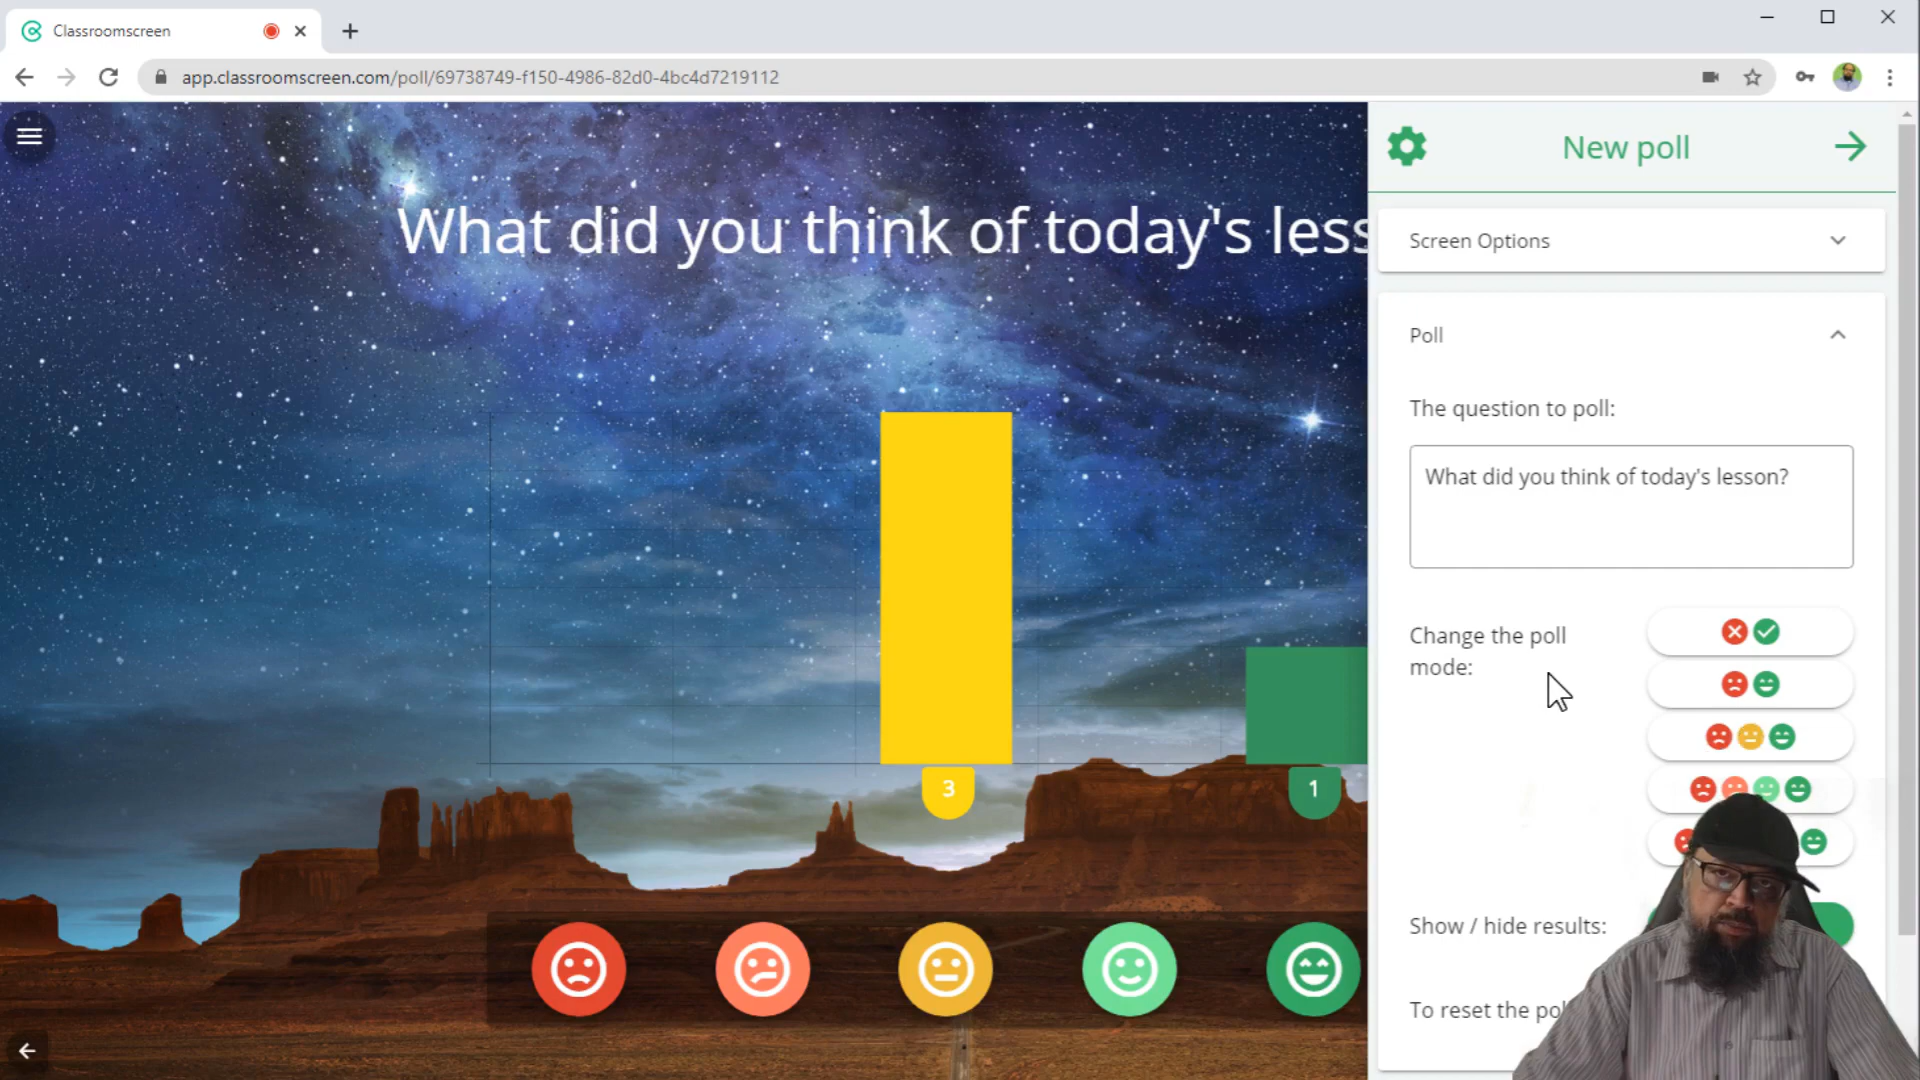 Classroomscreen
app.classroomscreen.com/poll/69738749-f150-4986-82d0-4bc4d7219112
What did you think of today's less
3
1
New poll
Screen Options
Poll
The question to poll:
What did you think of today's lesson?
Change the poll
mode:
Show / hide results:
To reset the pol